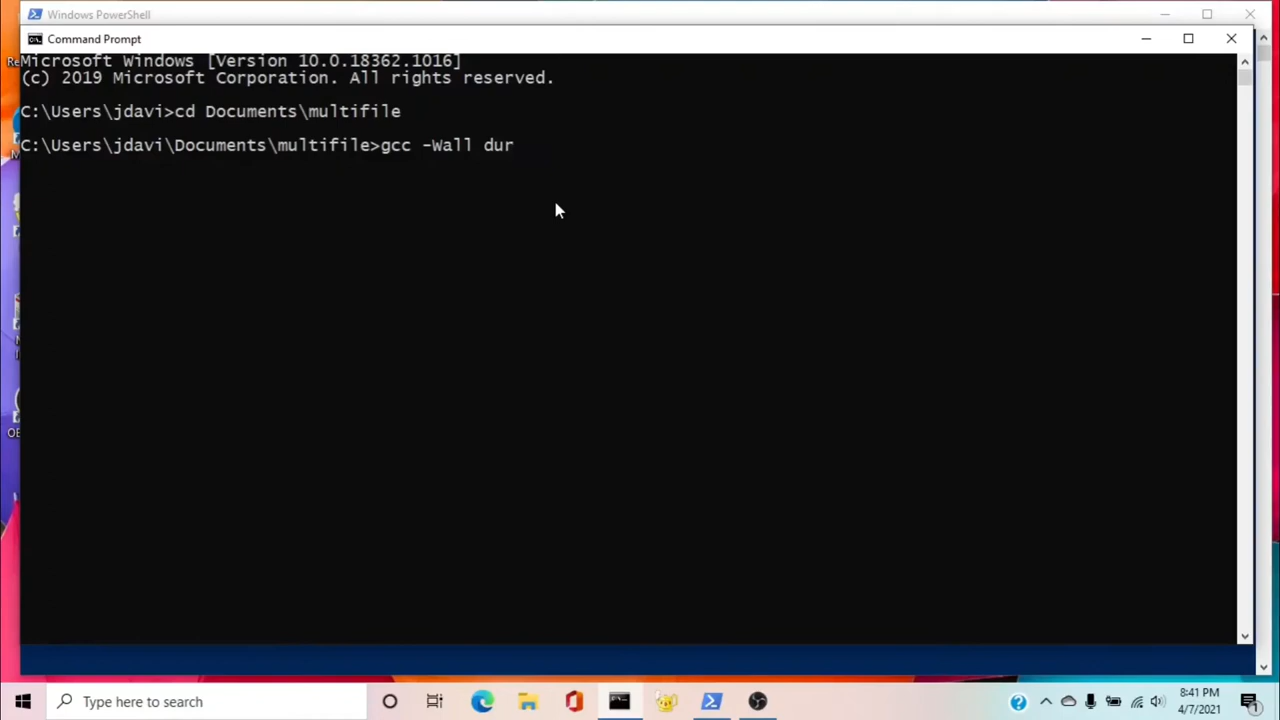 Windows PowerShell
Command Prompt
Microsoft Windows [Version 10.0.18362.1016]
(c) 2019 Microsoft Corporation. All rights reserved.
C:\Users\jdavi>cd Documents\multifile
C:\Users\jdavi\Documents\multifile>gcc -Wall dur
Type here to search
8:41 PM
4/7/2021